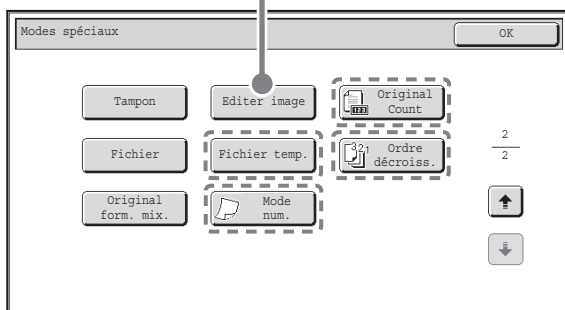 Modes spéciaux
OK
Tampon
Editer image
Original
Count
Fichier
Fichier temp.
Ordre
décroiss.
2
2
Original
form. mix.
Mode
num.